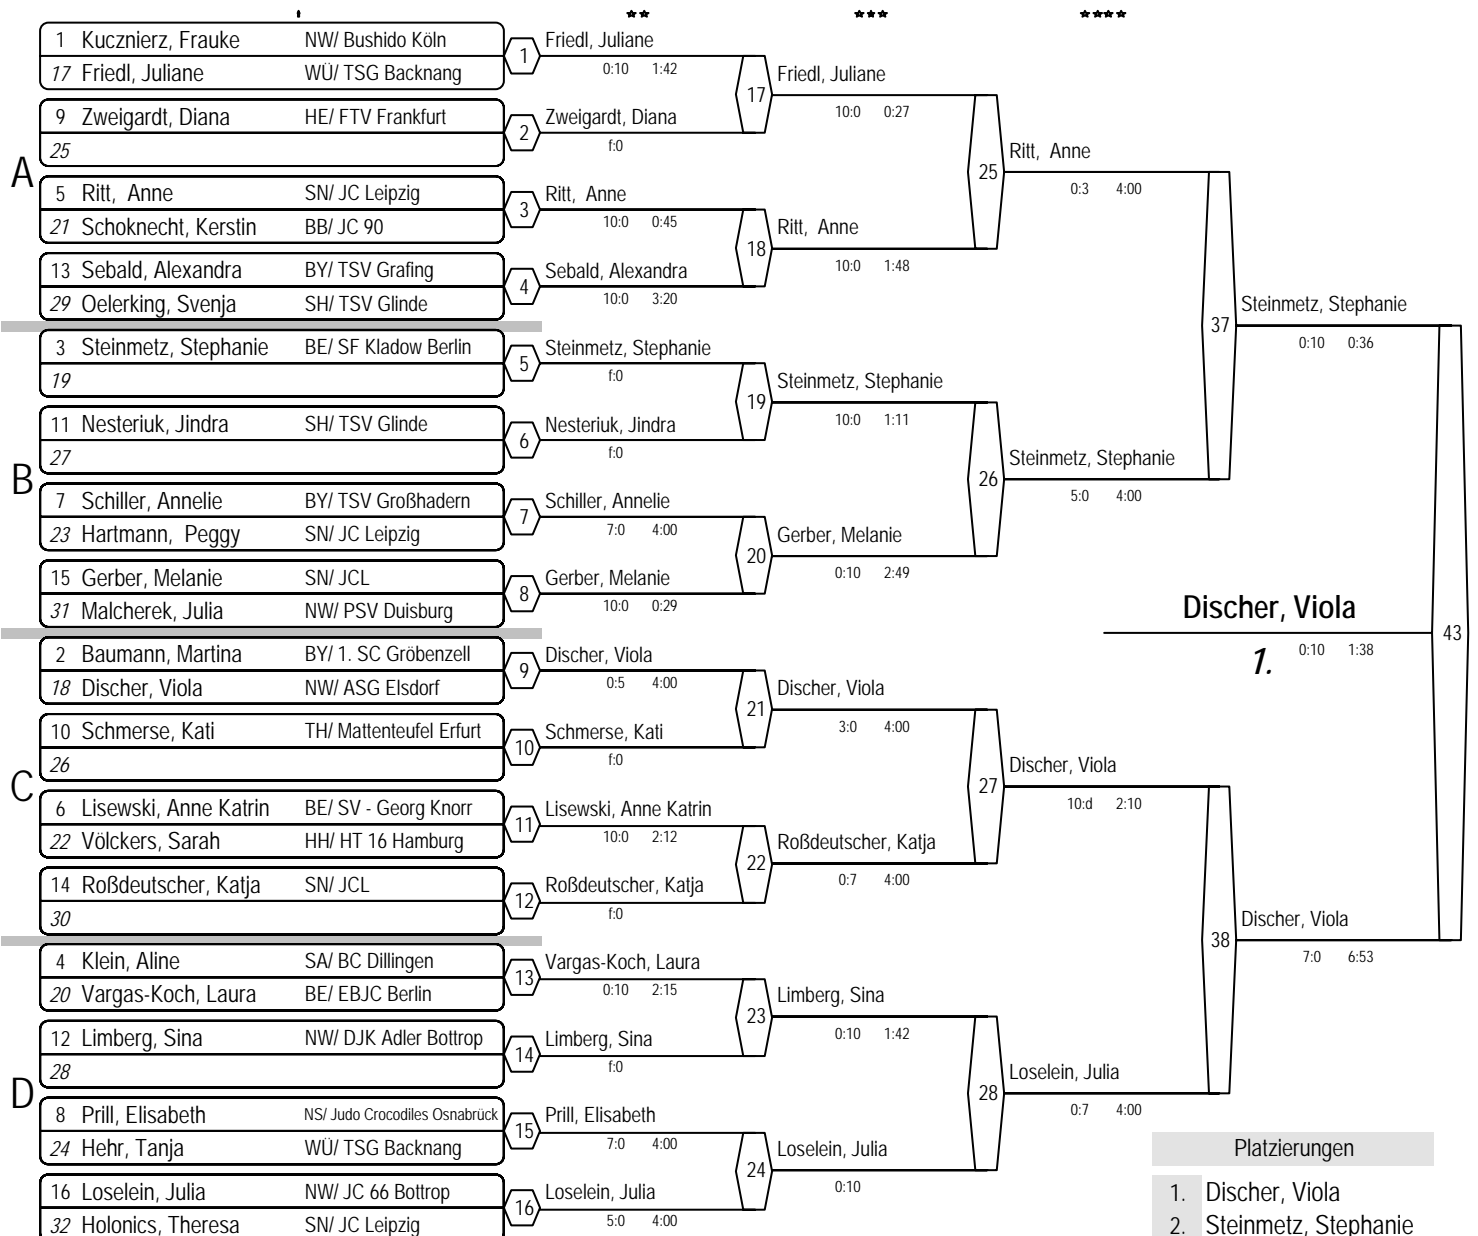 1 Kucznierz, Frauke NW/ Bushido Köln
17 Friedl, Juliane WÜ/ TSG Backnang
9 Zweigardt, Diana HE/ FTV Frankfurt
25
A
5 Ritt, Anne SN/ JC Leipzig
21 Schoknecht, Kerstin BB/ JC 90
13 Sebald, Alexandra BY/ TSV Grafing
29 Oelerking, Svenja SH/ TSV Glinde
3 Steinmetz, Stephanie BE/ SF Kladow Berlin
19
11 Nesteriuk, Jindra SH/ TSV Glinde
27
B
7 Schiller, Annelie BY/ TSV Großhadern
23 Hartmann, Peggy SN/ JC Leipzig
15 Gerber, Melanie SN/ JCL
31 Malcherek, Julia NW/ PSV Duisburg
2 Baumann, Martina BY/ 1. SC Gröbenzell
18 Discher, Viola NW/ ASG Elsdorf
10 Schmerse, Kati TH/ Mattenteufel Erfurt
26
C
6 Lisewski, Anne Katrin BE/ SV - Georg Knorr
22 Völckers, Sarah HH/ HT 16 Hamburg
14 Roßdeutscher, Katja SN/ JCL
30
4 Klein, Aline SA/ BC Dillingen
20 Vargas-Koch, Laura BE/ EBJC Berlin
12 Limberg, Sina NW/ DJK Adler Bottrop
28
D
8 Prill, Elisabeth NS/ Judo Crocodiles Osnabrück
24 Hehr, Tanja WÜ/ TSG Backnang
16 Loselein, Julia NW/ JC 66 Bottrop
32 Holonics, Theresa SN/ JC Leipzig
1 Friedl, Juliane
0:10 1:42
2 Zweigardt, Diana
f:0
3 Ritt, Anne
10:0 0:45
4 Sebald, Alexandra
10:0 3:20
5 Steinmetz, Stephanie
f:0
6 Nesteriuk, Jindra
f:0
7 Schiller, Annelie
7:0 4:00
8 Gerber, Melanie
10:0 0:29
9 Discher, Viola
0:5 4:00
10 Schmerse, Kati
f:0
11 Lisewski, Anne Katrin
10:0 2:12
12 Roßdeutscher, Katja
f:0
13 Vargas-Koch, Laura
0:10 2:15
14 Limberg, Sina
f:0
15 Prill, Elisabeth
7:0 4:00
16 Loselein, Julia
5:0 4:00
17 Friedl, Juliane
10:0 0:27
18 Ritt, Anne
10:0 1:48
19 Steinmetz, Stephanie
10:0 1:11
20 Gerber, Melanie
0:10 2:49
21 Discher, Viola
3:0 4:00
22 Roßdeutscher, Katja
0:7 4:00
23 Limberg, Sina
0:10 1:42
24 Loselein, Julia
0:10
25 Ritt, Anne
0:3 4:00
26 Steinmetz, Stephanie
5:0 4:00
27 Discher, Viola
10:d 2:10
28 Loselein, Julia
0:7 4:00
37 Steinmetz, Stephanie
0:10 0:36
38 Discher, Viola
7:0 6:53
43 Discher, Viola
1. 0:10 1:38
Platzierungen
1. Discher, Viola
2. Steinmetz, Stephanie